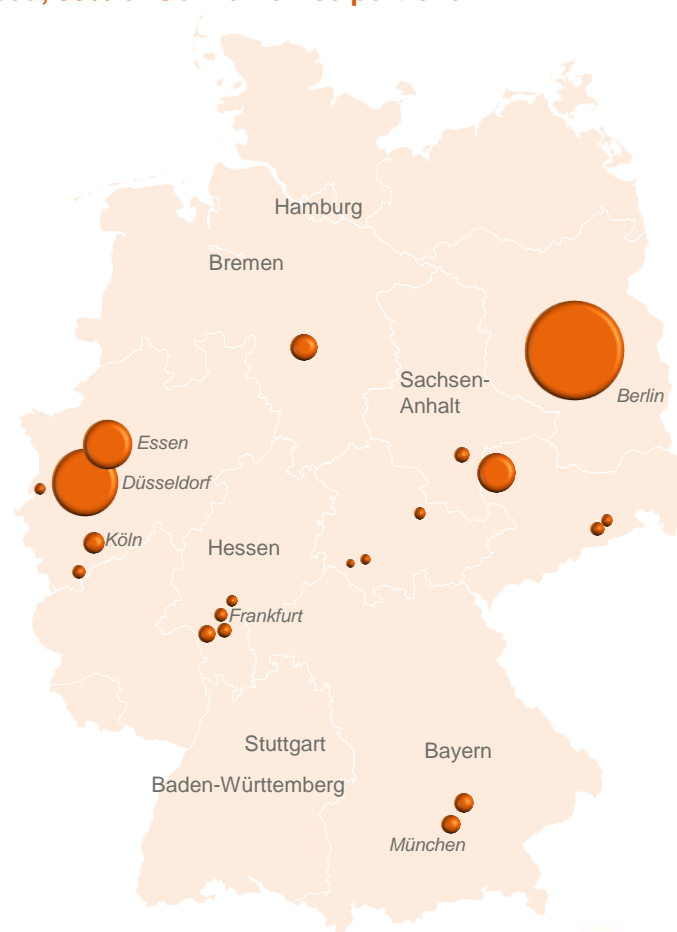 Hamburg
Bremen
Sachsen-
Anhalt
Berlin
Essen
Düsseldorf
Köln
Hessen
Frankfurt
Stuttgart
Bayern
Baden-Württemberg
München